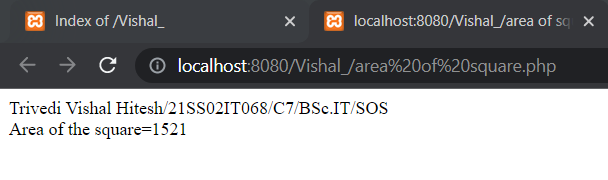 Index of /Vishal_
localhost:8080/Vishal_/area of sq
localhost:8080/Vishal_/area%20of%20square.php
Trivedi Vishal Hitesh/21SS02IT068/C7/BSc.IT/SOS
Area of the square=1521